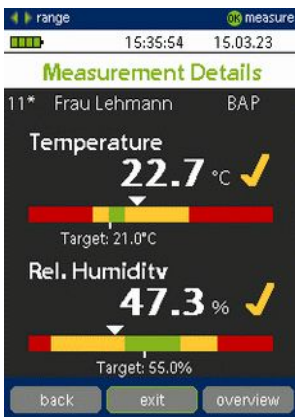 range OK measure
15:35:54 15.03.23
Measurement Details
11* Frau Lehmann BAP
Temperature
22.7 °C
Target: 21.0°C
Rel. Humidity
47.3 %
Target: 55.0%
back exit overview